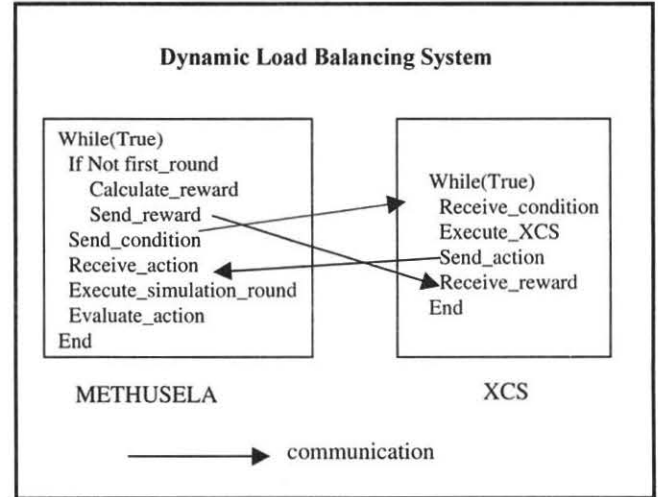 Dynamic Load Balancing System
While(True)
If Not first_round
Calculate_reward
Send_reward
Send_condition
Receive_action
Execute_simulation_round
Evaluate_action
End
METHUSELA
While(True)
Receive_condition
Execute_XCS
Send_action
Receive_reward
End
XCS
communication